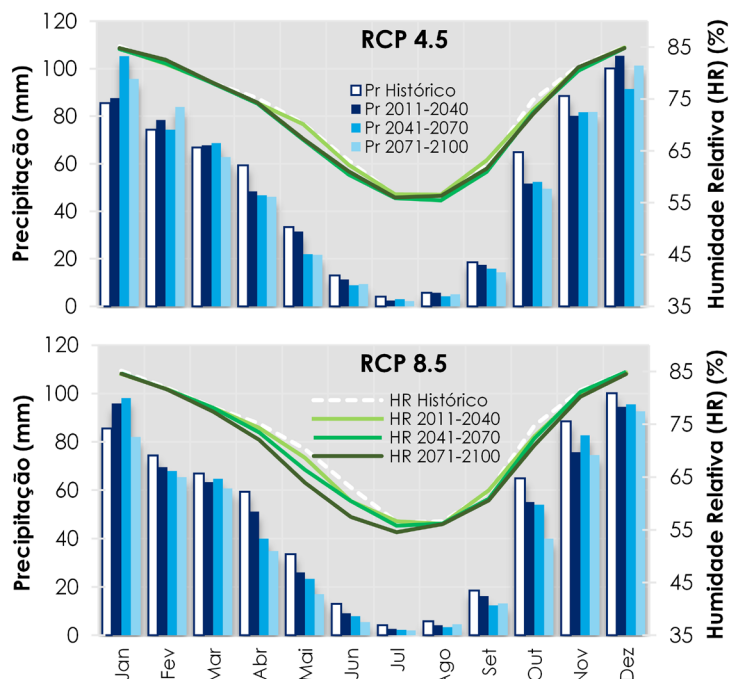 RCP 4.5
Precipitação (mm)
120
100
80
60
40
20
0
Pr Histórico
Pr 2011-2040
Pr 2041-2070
Pr 2071-2100
85
75
65
55
45
35
Humidade Relativa (HR) (%)
RCP 8.5
Precipitação (mm)
120
100
80
60
40
20
0
HR Histórico
HR 2011-2040
HR 2041-2070
HR 2071-2100
85
75
65
55
45
35
Humidade Relativa (HR) (%)
Jan
Fev
Mar
Abr
Mai
Jun
Jul
Ago
Set
Out
Nov
Dez